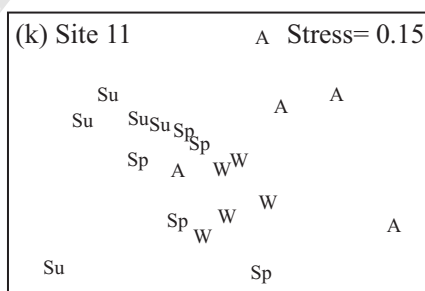 (k) Site 11 A Stress= 0.15
Su A
A
Su Su Su Sp
Sp
Sp A W W
W
Sp W
W A
Su Sp